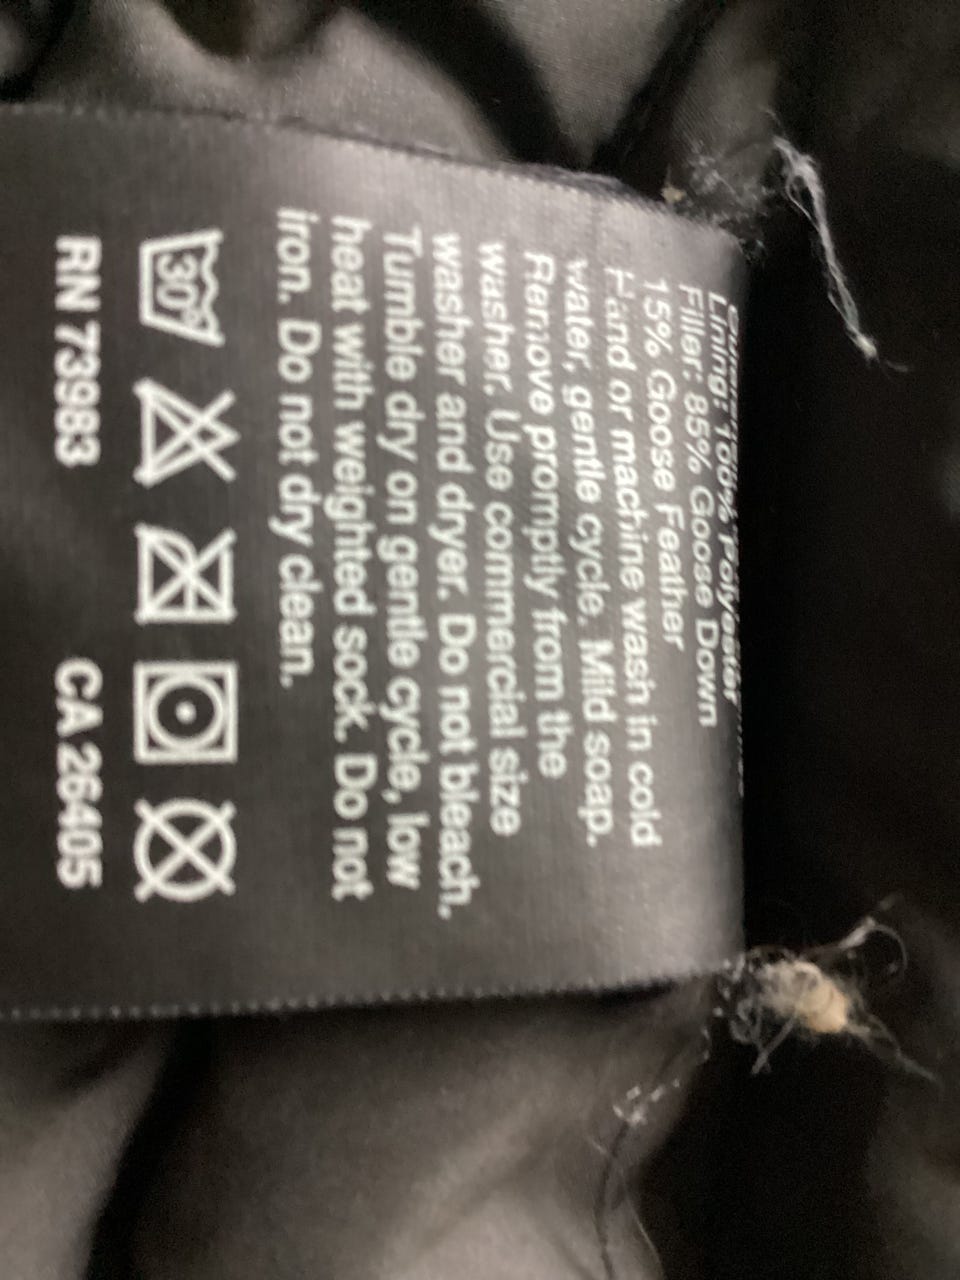 Lining: 100% Polyester
Filler: 85% Goose Down
15% Goose Feather
Hand or machine wash in cold
water, gentle cycle. Mild soap.
Remove promptly from the
washer. Use commercial size
washer and dryer. Do not bleach.
Tumble dry on gentle cycle, low
heat with weighted sock. Do not
iron. Do not dry clean.
30°
RN 73983 CA 26405